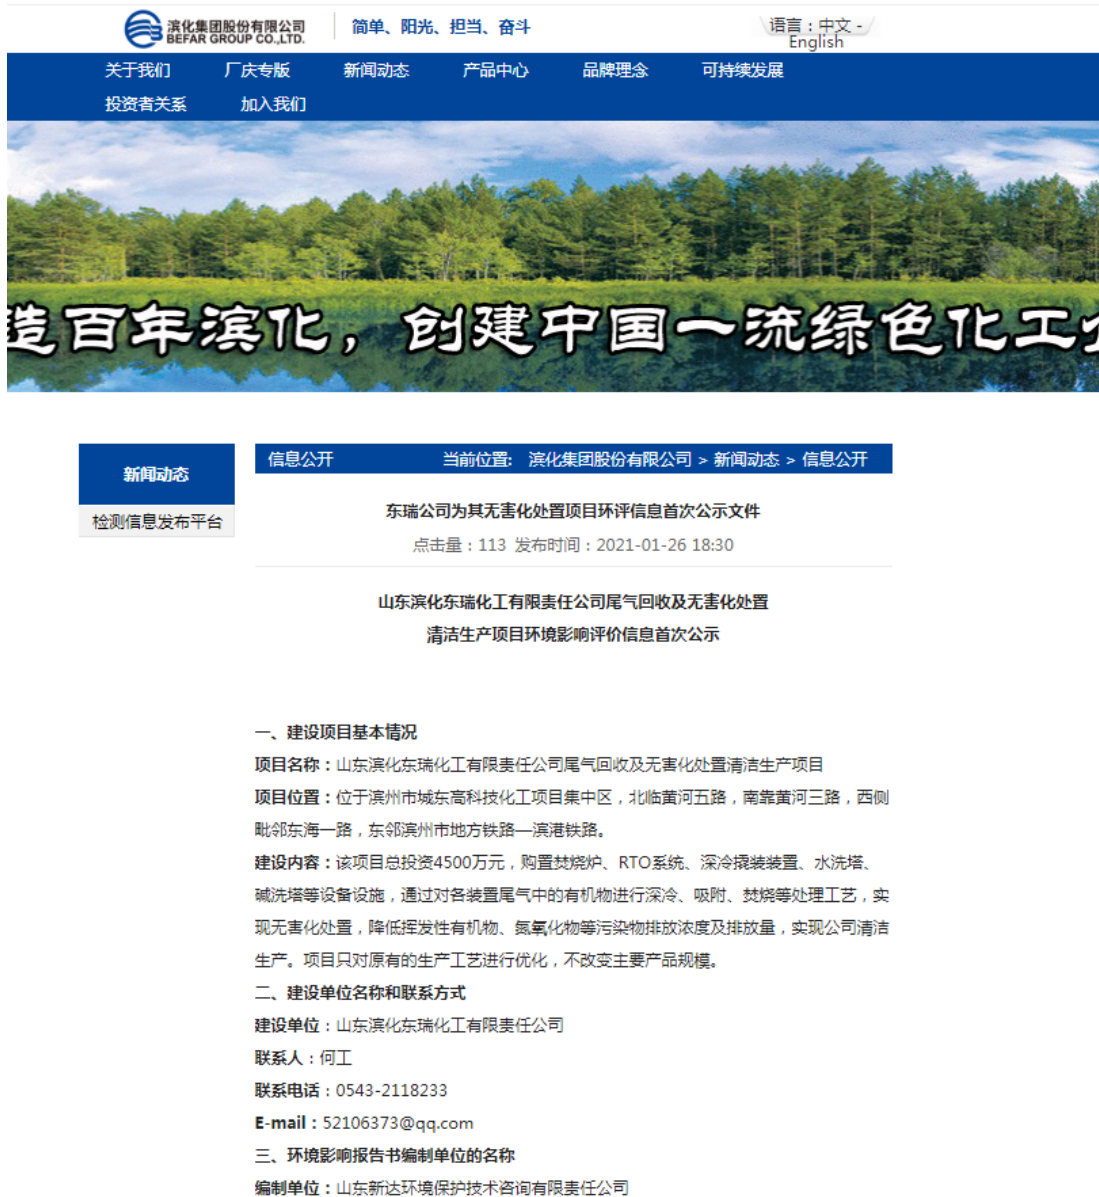 滨化集团股份有限公司
BEFAR GROUP CO.,LTD.
简单、阳光、担当、奋斗
语言：中文 -
English
关于我们 厂庆专版 新闻动态 产品中心 品牌理念 可持续发展
投资者关系 加入我们
造百年滨化，创建中国一流绿色化工企
新闻动态
检测信息发布平台
信息公开 当前位置: 滨化集团股份有限公司 > 新闻动态 > 信息公开
东瑞公司为其无害化处置项目环评信息首次公示文件
点击量：113 发布时间：2021-01-26 18:30
山东滨化东瑞化工有限责任公司尾气回收及无害化处置
清洁生产项目环境影响评价信息首次公示
一、建设项目基本情况
项目名称：山东滨化东瑞化工有限责任公司尾气回收及无害化处置清洁生产项目
项目位置：位于滨州市城东高科技化工项目集中区，北临黄河五路，南靠黄河三路，西侧
毗邻东海一路，东邻滨州市地方铁路—滨港铁路。
建设内容：该项目总投资4500万元，购置焚烧炉、RTO系统、深冷撬装装置、水洗塔、
碱洗塔等设备设施，通过对各装置尾气中的有机物进行深冷、吸附、焚烧等处理工艺，实
现无害化处置，降低挥发性有机物、氮氧化物等污染物排放浓度及排放量，实现公司清洁
生产。项目只对原有的生产工艺进行优化，不改变主要产品规模。
二、建设单位名称和联系方式
建设单位：山东滨化东瑞化工有限责任公司
联系人：何工
联系电话：0543-2118233
E-mail：52106373@qq.com
三、环境影响报告书编制单位的名称
编制单位：山东新达环境保护技术咨询有限责任公司